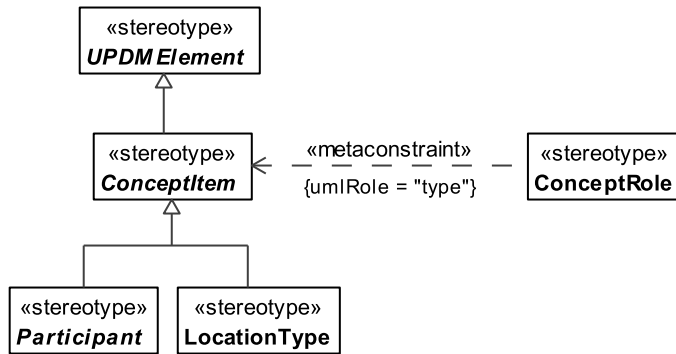 «stereotype»
UPDMElement
«stereotype»
ConceptItem
«metaconstraint»
{umlRole = "type"}
«stereotype»
ConceptRole
«stereotype»
Participant
«stereotype»
LocationType